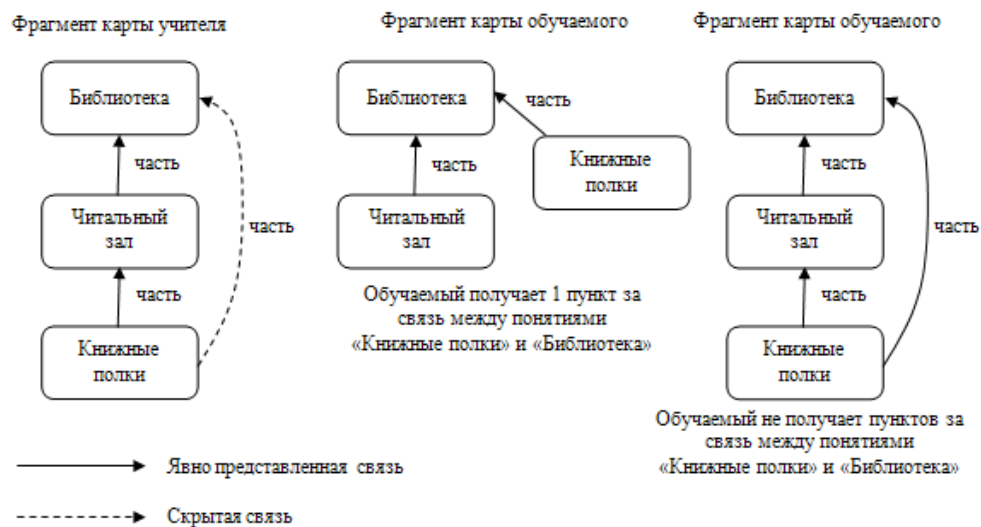 Фрагмент карты учителя
Библиотека
часть
Читальный
зал
часть
часть
Книжные
полки
Фрагмент карты обучаемого
Библиотека
часть
Книжные
полки
часть
Читальный
зал
Обучаемый получает 1 пункт за
связь между понятиями
«Книжные полки» и «Библиотека»
Фрагмент карты обучаемого
Библиотека
часть
Читальный
зал
часть
часть
Книжные
полки
Обучаемый не получает пунктов за
связь между понятиями
«Книжные полки» и «Библиотека»
Явно представленная связь
Скрытая связь